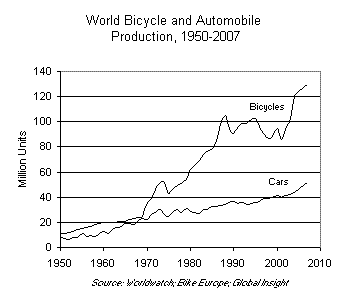 World Bicycle and Automobile
Production, 1950-2007
Million Units
140
120
100
80
60
40
20
0
Bicycles
Cars
1950 1960 1970 1980 1990 2000 2010
Source: Worldwatch; Bike Europe; Global Insight